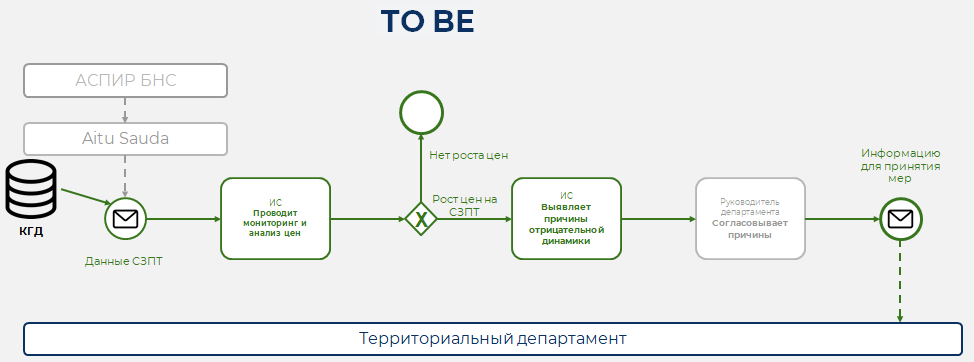 TO BE
АСПИР БНС
Aitu Sauda
КГД
Данные СЗПТ
ИС
Проводит
мониторинг и
анализ цен
Нет роста цен
X
Рост цен на
СЗПТ
ИС
Выявляет
причины
отрицательной
динамики
Руководитель
департамента
Согласовывает
причины
Информацию
для принятия
мер
Территориальный департамент